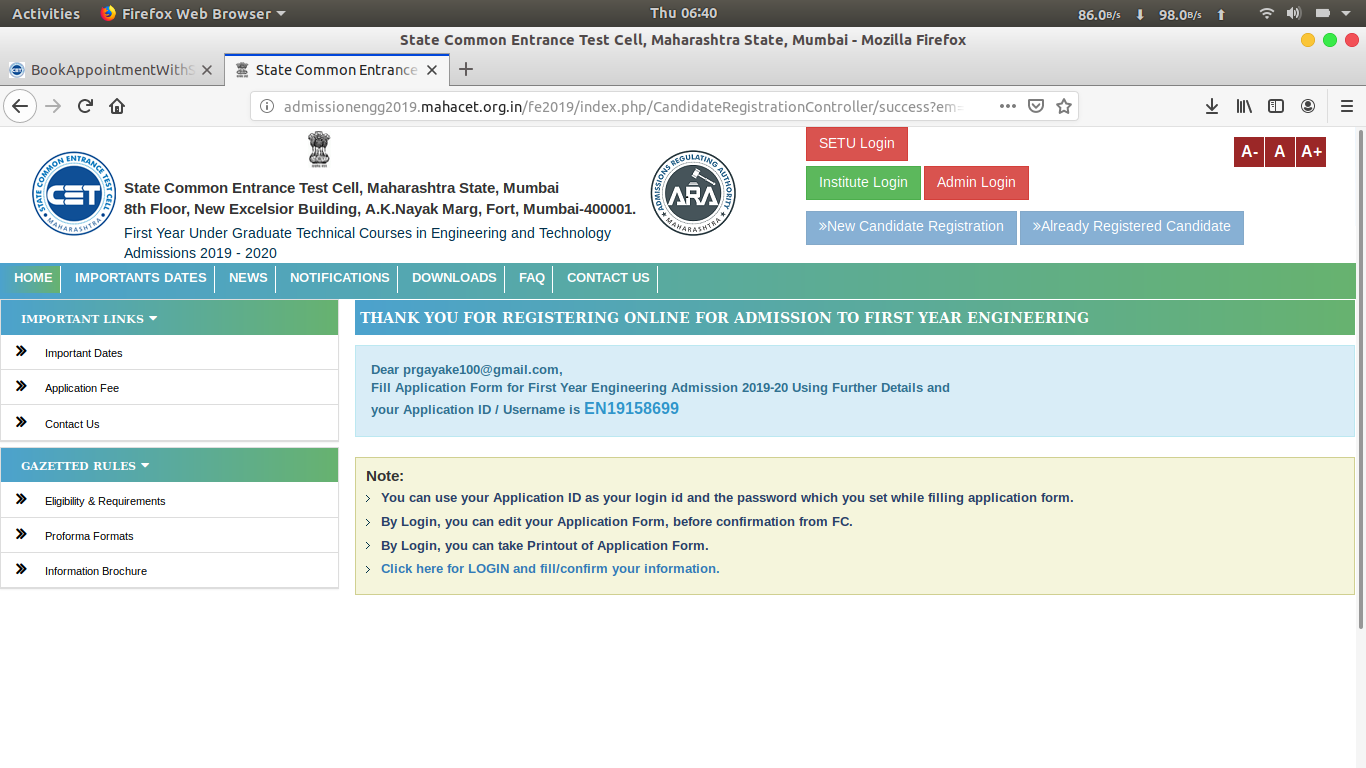 Activities Firefox Web Browser Thu 06:40 86.0B/s 98.0B/s
State Common Entrance Test Cell, Maharashtra State, Mumbai - Mozilla Firefox
BookAppointmentWithS State Common Entrance
admissionengg2019.mahacet.org.in/fe2019/index.php/CandidateRegistrationController/success?em=
STATE COMMON ENTRANCE TEST CELL
CET
MAHARASHTRA
State Common Entrance Test Cell, Maharashtra State, Mumbai
8th Floor, New Excelsior Building, A.K.Nayak Marg, Fort, Mumbai-400001.
First Year Under Graduate Technical Courses in Engineering and Technology
Admissions 2019 - 2020
ADMISSIONS REGULATING AUTHORITY
ARA
MAHARASHTRA
SETU Login
Institute Login Admin Login
»New Candidate Registration »Already Registered Candidate
A- A A+
HOME IMPORTANTS DATES NEWS NOTIFICATIONS DOWNLOADS FAQ CONTACT US
IMPORTANT LINKS
Important Dates
Application Fee
Contact Us
GAZETTED RULES
Eligibility & Requirements
Proforma Formats
Information Brochure
THANK YOU FOR REGISTERING ONLINE FOR ADMISSION TO FIRST YEAR ENGINEERING
Dear prgayake100@gmail.com,
Fill Application Form for First Year Engineering Admission 2019-20 Using Further Details and
your Application ID / Username is EN19158699
Note:
You can use your Application ID as your login id and the password which you set while filling application form.
By Login, you can edit your Application Form, before confirmation from FC.
By Login, you can take Printout of Application Form.
Click here for LOGIN and fill/confirm your information.